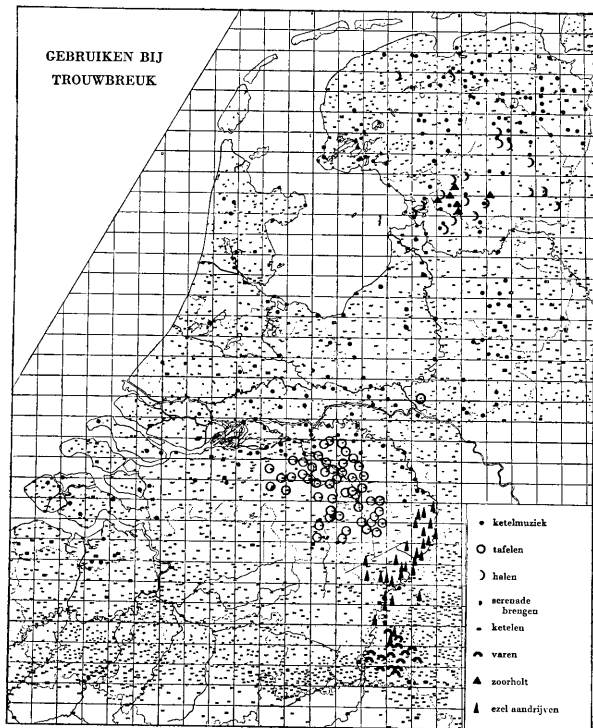 GEBRUIKEN BIJ
TROUWBREUK
ketelmuziek
tafelen
halen
serenade
brengen
ketelen
varen
zoorholt
ezel aandrijven